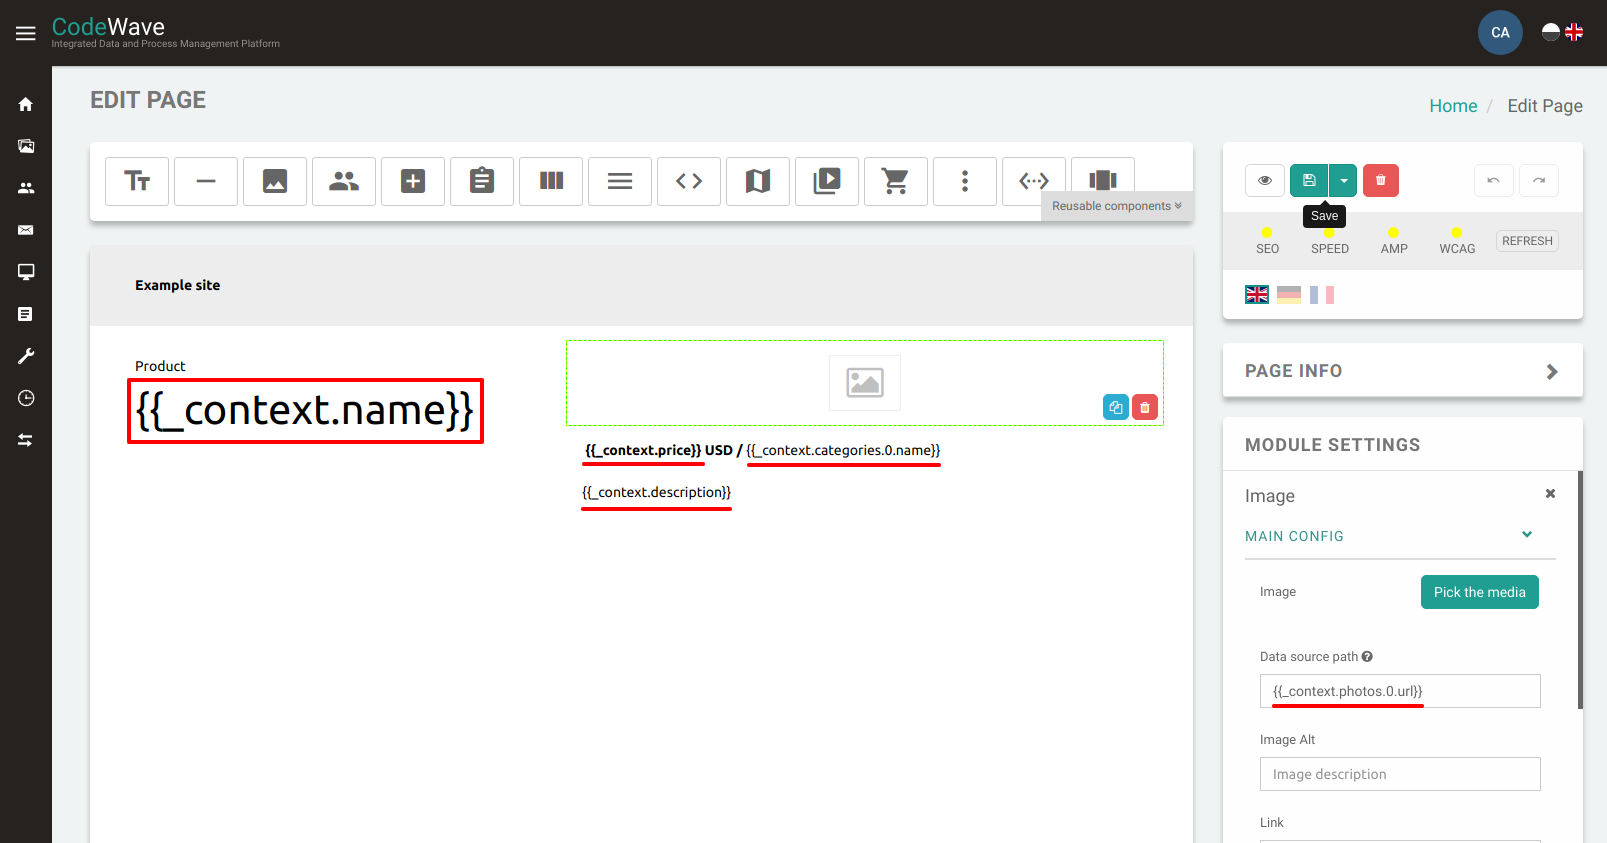 CodeWave
Integrated Data and Process Management Platform
CA
EDIT PAGE
Home / Edit Page
Reusable components
Save
SEO SPEED AMP WCAG REFRESH
Example site
Product
{{_context.name}}
{{_context.price}} USD / {{_context.categories.0.name}}
{{_context.description}}
PAGE INFO
MODULE SETTINGS
Image
MAIN CONFIG
Image Pick the media
Data source path
{{_context.photos.0.url}}
Image Alt
Image description
Link